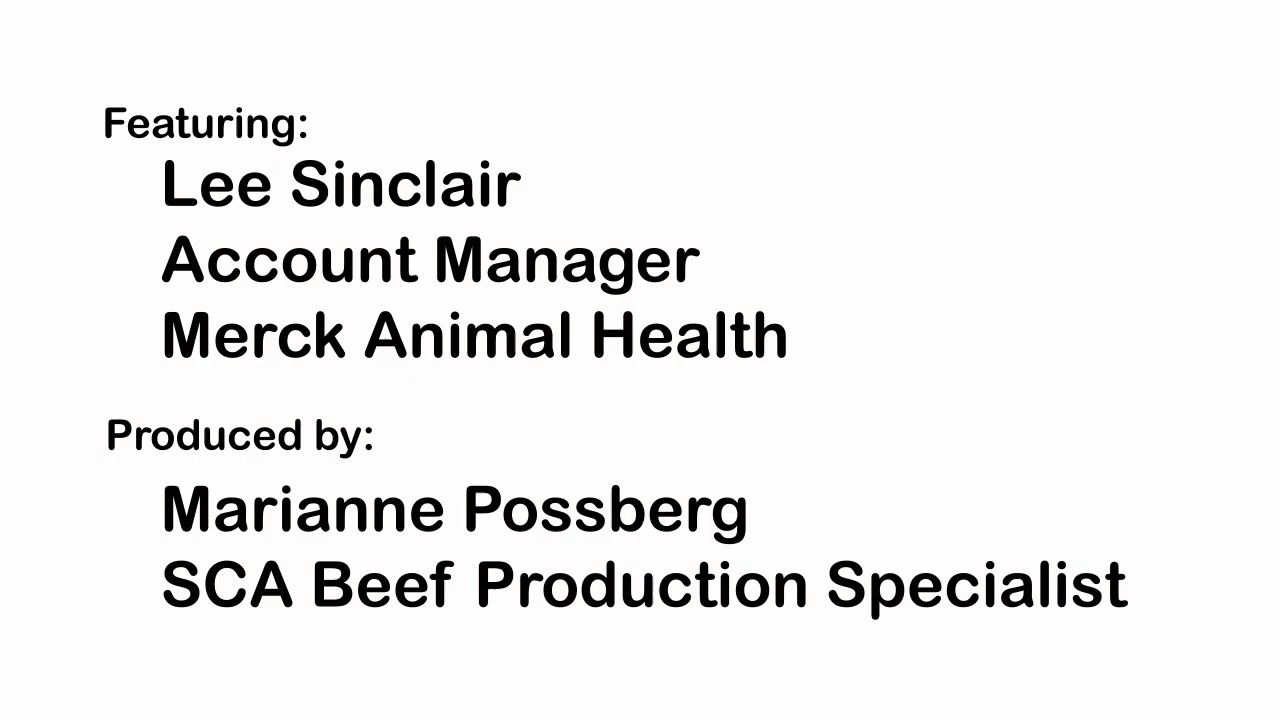 Featuring:
Lee Sinclair
Account Manager
Merck Animal Health
Produced by:
Marianne Possberg
SCA Beef Production Specialist